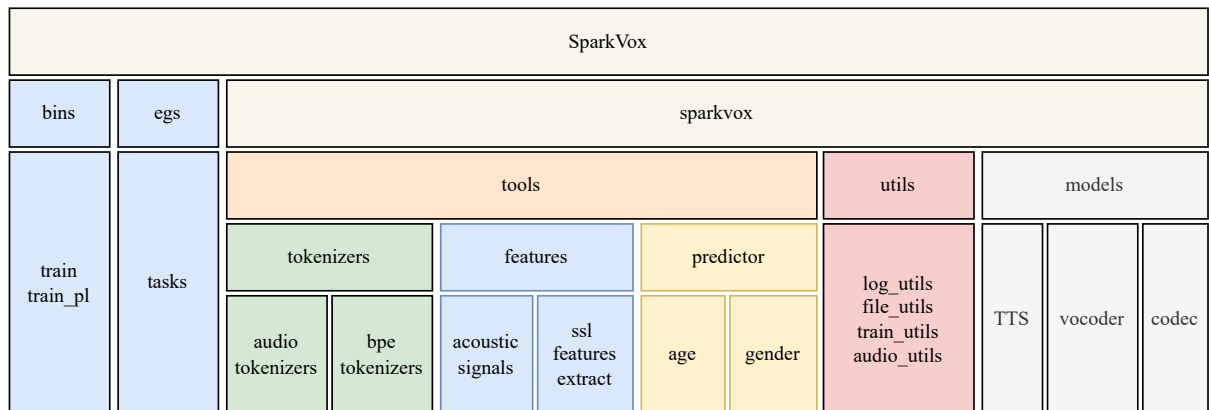 SparkVox
bins
egs
sparkvox
tools
utils
models
train
train_pl
tasks
tokenizers
features
predictor
log_utils
file_utils
train_utils
audio_utils
TTS
vocoder
codec
audio
tokenizers
bpe
tokenizers
acoustic
signals
ssl
features
extract
age
gender